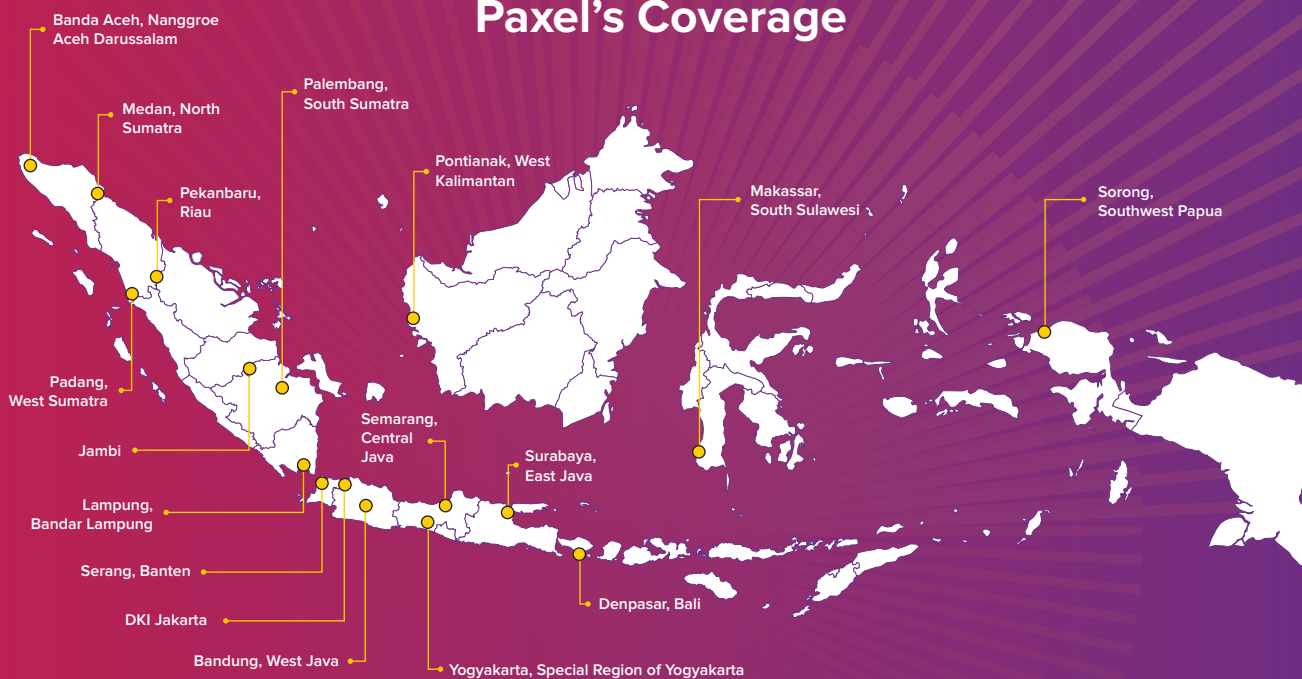 Paxel’s Coverage
Banda Aceh, Nanggroe
Aceh Darussalam
Medan, North
Sumatra
Palembang,
South Sumatra
Pekanbaru,
Riau
Pontianak, West
Kalimantan
Makassar,
South Sulawesi
Sorong,
Southwest Papua
Padang,
West Sumatra
Jambi
Semarang,
Central
Java
Surabaya,
East Java
Lampung,
Bandar Lampung
Serang, Banten
DKI Jakarta
Denpasar, Bali
Bandung, West Java
Yogyakarta, Special Region of Yogyakarta